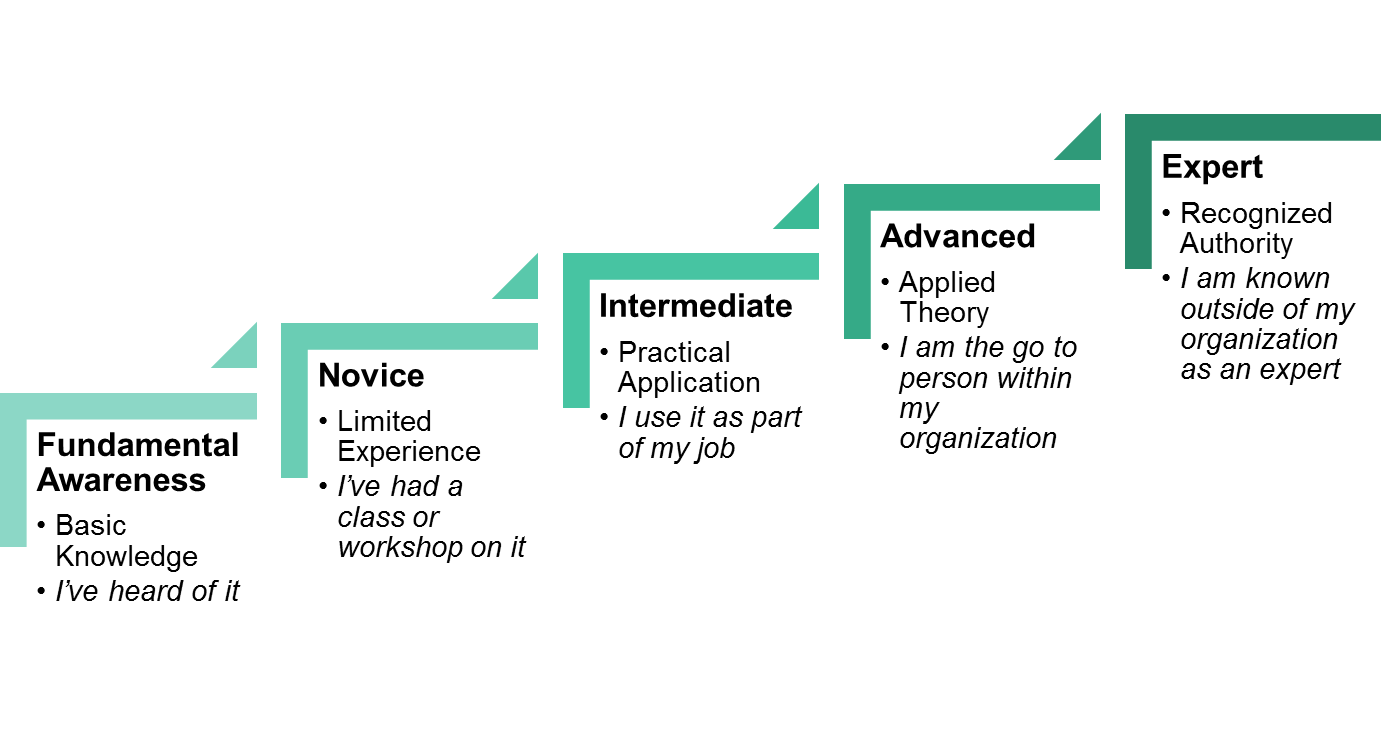 Fundamental
Awareness
• Basic
Knowledge
• I’ve heard of it
Novice
• Limited
Experience
• I’ve had a
class or
workshop on it
Intermediate
• Practical
Application
• I use it as part
of my job
Advanced
• Applied
Theory
• I am the go to
person within
my
organization
Expert
• Recognized
Authority
• I am known
outside of my
organization
as an expert